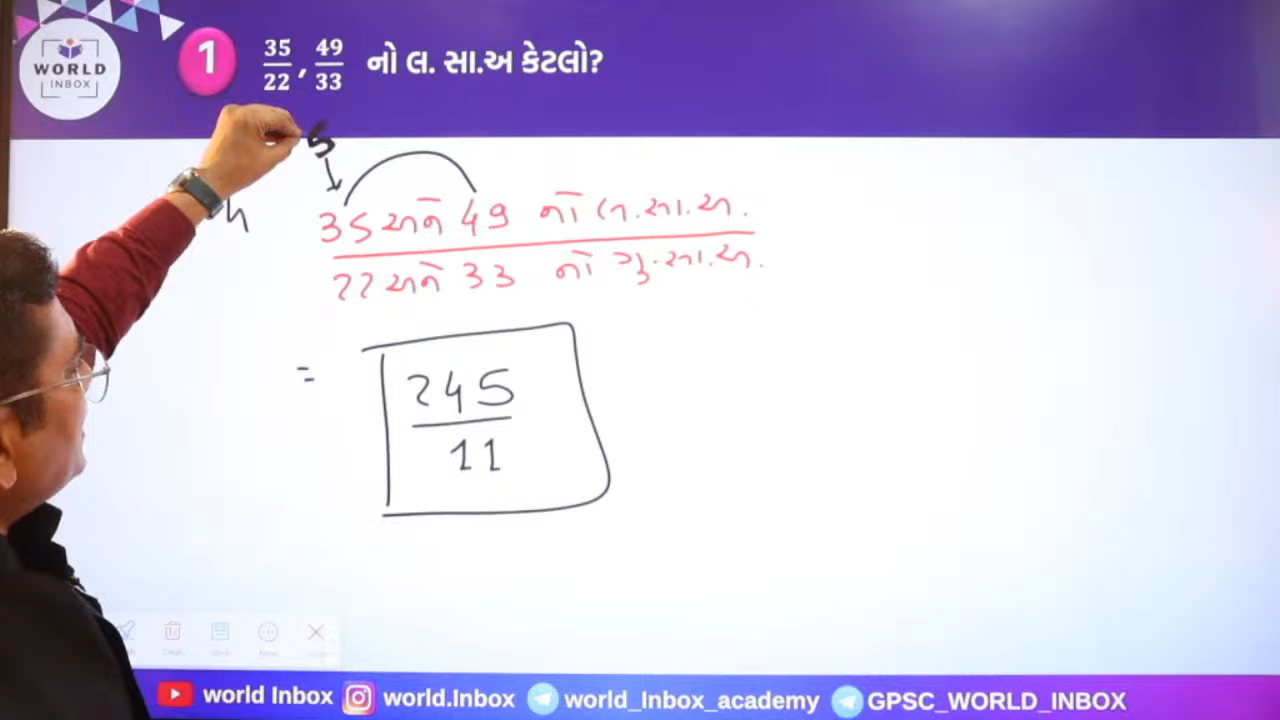 WORLD
INBOX
1 35/22 , 49/33 નો લ. સા.અ કેટલો?
5
35 અને 49 નો લ.સા.અ.
22 અને 33 નો ગુ.સા.અ.
= 245/11
world Inbox world.Inbox world_Inbox_academy GPSC_WORLD_INBOX